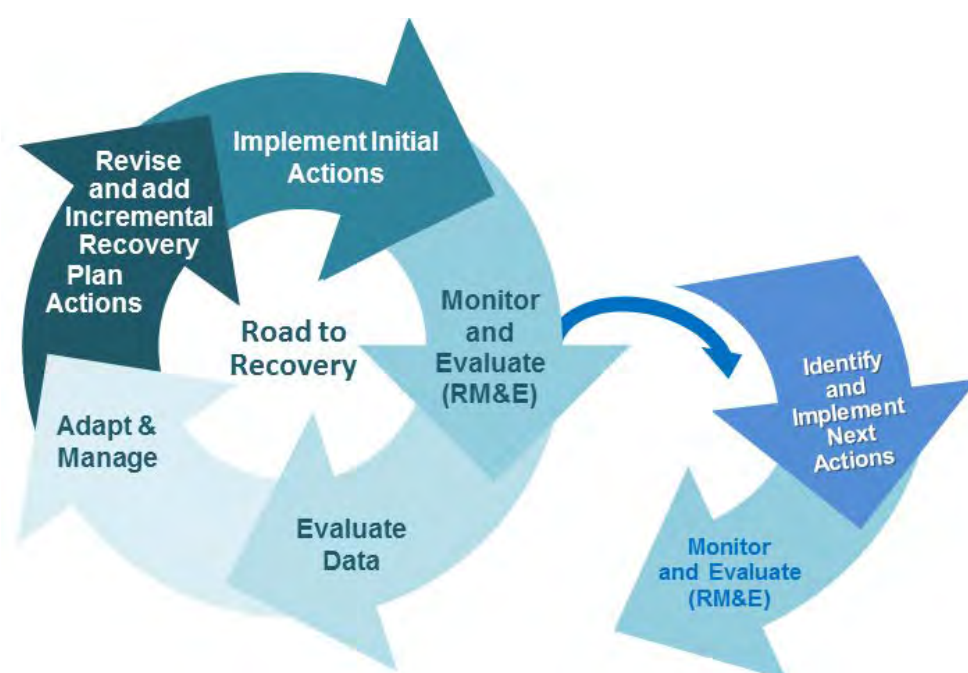 Implement Initial
Actions
Revise
and add
Incremental
Recovery
Plan
Actions
Road to
Recovery
Monitor
and
Evaluate
(RM&E)
Adapt &
Manage
Evaluate
Data
Identify
and
Implement
Next
Actions
Monitor
and Evaluate
(RM&E)